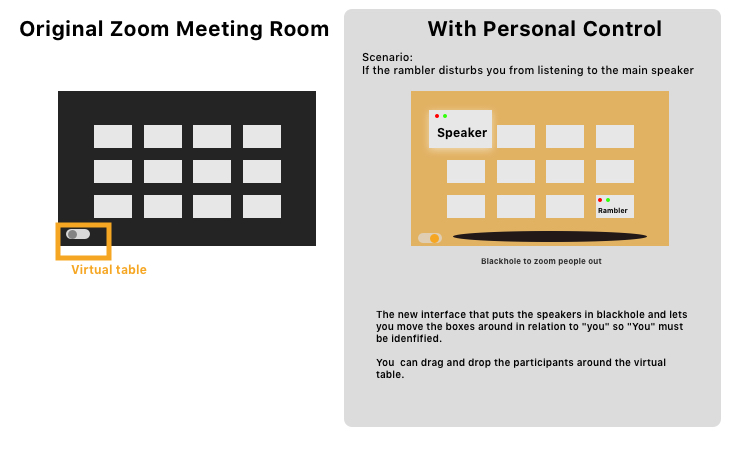 Original Zoom Meeting Room
With Personal Control
Scenario:
If the rambler disturbs you from listening to the main speaker
Speaker
Rambler
Virtual table
Blackhole to zoom people out
The new interface that puts the speakers in blackhole and lets
you move the boxes around in relation to "you" so "You" must
be idenfified.
You  can drag and drop the participants around the virtual
table.